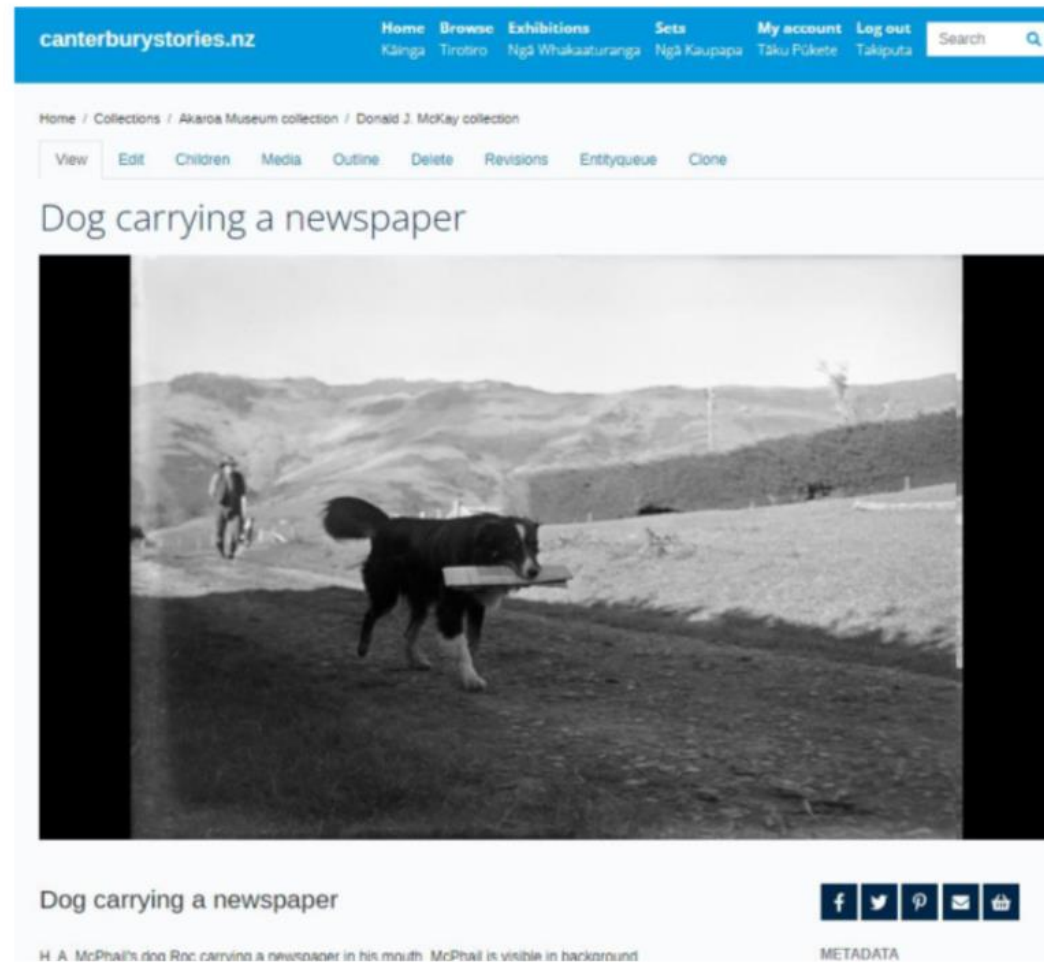 canterburystories.nz
Home Browse Exhibitions Sets My account Log out
Kāinga Tirotiro Ngā Whakaaturanga Ngā Kaupapa Tāku Pūkete Takiputa
Search
Home / Collections / Akaroa Museum collection / Donald J. McKay collection
View Edit Children Media Outline Delete Revisions Entityqueue Clone
Dog carrying a newspaper
Dog carrying a newspaper
H. A. McPhail's dog Roc carrying a newspaper in his mouth. McPhail is visible in background
METADATA